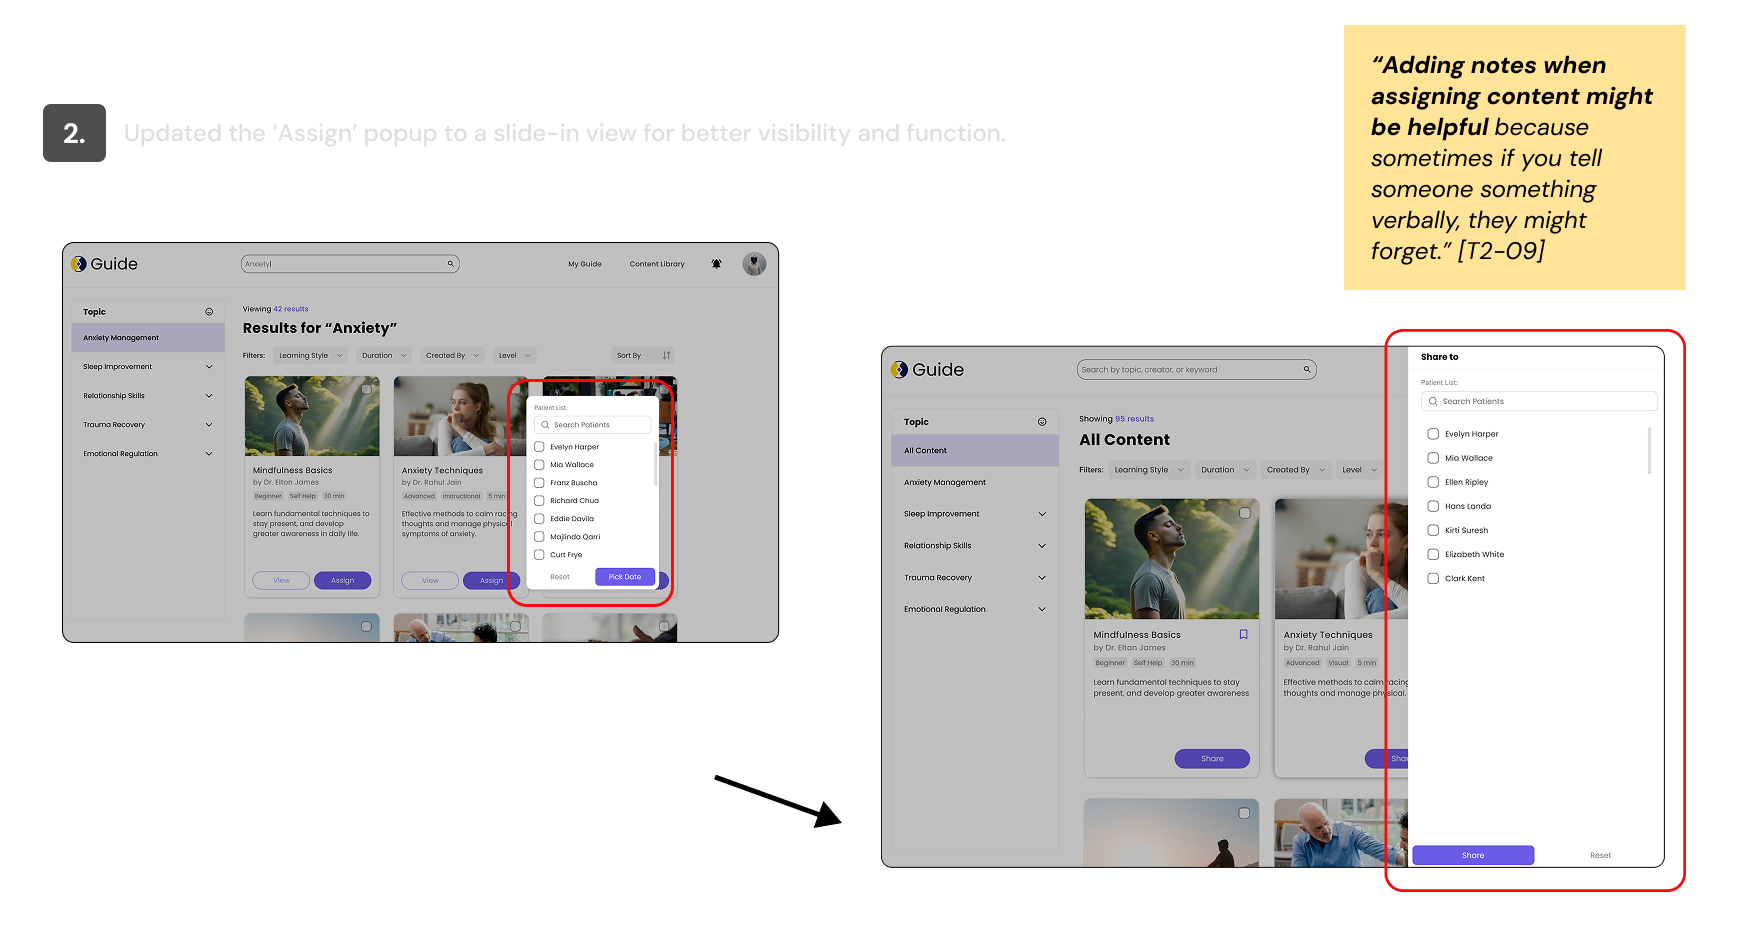 “Adding notes when
assigning content might
be helpful because
sometimes if you tell
someone something
verbally, they might
forget.” [T2-09]
2.
Updated the ‘Assign’ popup to a slide-in view for better visibility and function.
Guide
Anxiety|
My Guide
Content Library
Topic
Anxiety Management
Sleep Improvement
Relationship Skills
Trauma Recovery
Emotional Regulation
Viewing 42 results
Results for “Anxiety”
Filters:
Learning Style
Duration
Created By
Level
Sort By
Mindfulness Basics
by Dr. Elton James
Beginner
Self Help
30 min
Learn fundamental techniques to
stay present, and develop
greater awareness in daily life.
View
Assign
Anxiety Techniques
by Dr. Rahul Jain
Advanced
Instructional
5 min
Effective methods to calm racing
thoughts and manage physical
symptoms of anxiety.
View
Assign
Patient List:
Search Patients
Evelyn Harper
Mia Wallace
Franz Buscha
Richard Chua
Eddie Davila
Majlinda Qarri
Curt Frye
Reset
Pick Date
Guide
Search by topic, creator, or keyword
Topic
All Content
Anxiety Management
Sleep Improvement
Relationship Skills
Trauma Recovery
Emotional Regulation
Showing 95 results
All Content
Filters:
Learning Style
Duration
Created By
Level
Mindfulness Basics
by Dr. Elton James
Beginner
Self Help
30 min
Learn fundamental techniques to stay
present, and develop greater awareness
Share
Anxiety Techniques
by Dr. Rahul Jain
Advanced
Visual
5 min
Effective methods to calm racing
thoughts and manage physical.
Shar
Share to
Patient List:
Search Patients
Evelyn Harper
Mia Wallace
Ellen Ripley
Hans Landa
Kirti Suresh
Elizabeth White
Clark Kent
Share
Reset